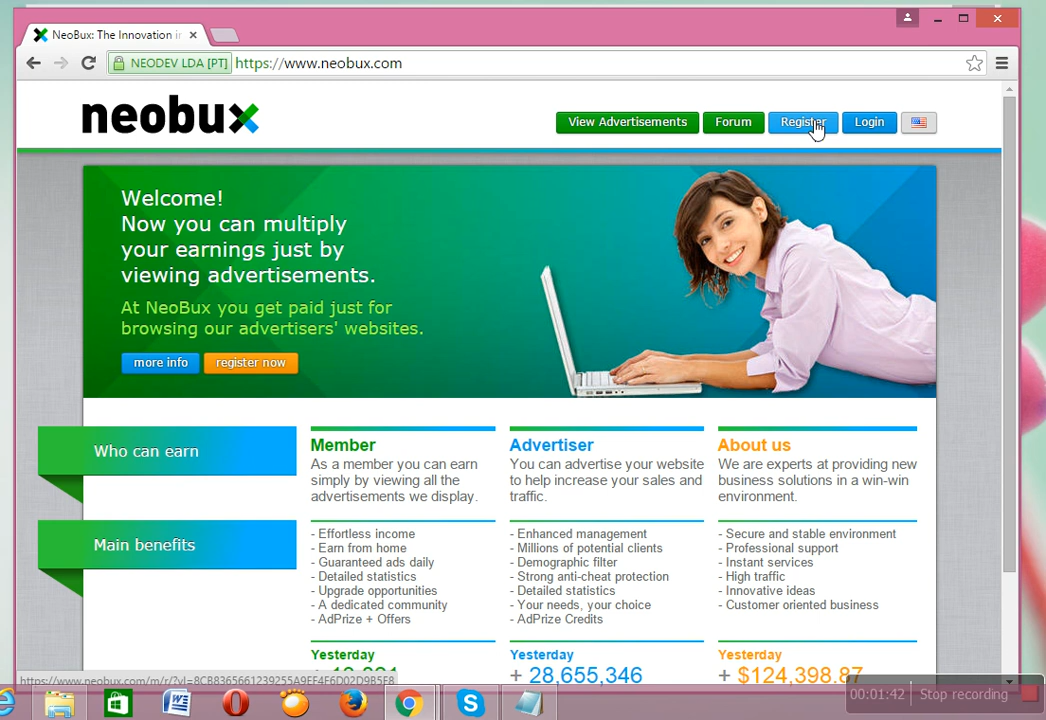 NeoBux: The Innovation in
NEODEV LDA [PT] https://www.neobux.com
neobux
View Advertisements Forum Register Login
Welcome!
Now you can multiply
your earnings just by
viewing advertisements.
At NeoBux you get paid just for
browsing our advertisers' websites.
more info register now
Who can earn
Member
As a member you can earn
simply by viewing all the
advertisements we display.
Advertiser
You can advertise your website
to help increase your sales and
traffic.
About us
We are experts at providing new
business solutions in a win-win
environment.
Main benefits
- Effortless income
- Earn from home
- Guaranteed ads daily
- Detailed statistics
- Upgrade opportunities
- A dedicated community
- AdPrize + Offers
- Enhanced management
- Millions of potential clients
- Demographic filter
- Strong anti-cheat protection
- Detailed statistics
- Your needs, your choice
- AdPrize Credits
- Secure and stable environment
- Professional support
- Instant services
- High traffic
- Innovative ideas
- Customer oriented business
Yesterday
Yesterday
+ 28,655,346
Yesterday
+ $124,398.87
00:01:42 Stop recording